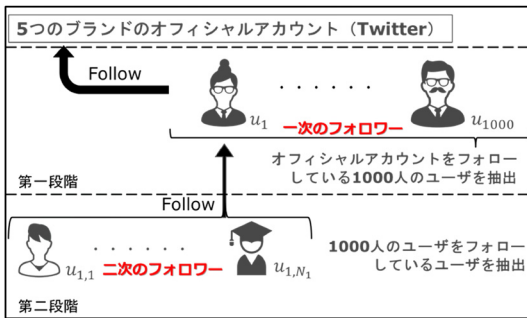 5つのブランドのオフィシャルアカウント（Twitter）
Follow
. . . . . .
u1
一次のフォロワー
u1000
オフィシャルアカウントをフォロー
している1000人のユーザを抽出
第一段階
Follow
. . . . . .
u1,1
二次のフォロワー
u1,N1
1000人のユーザをフォロー
しているユーザを抽出
第二段階